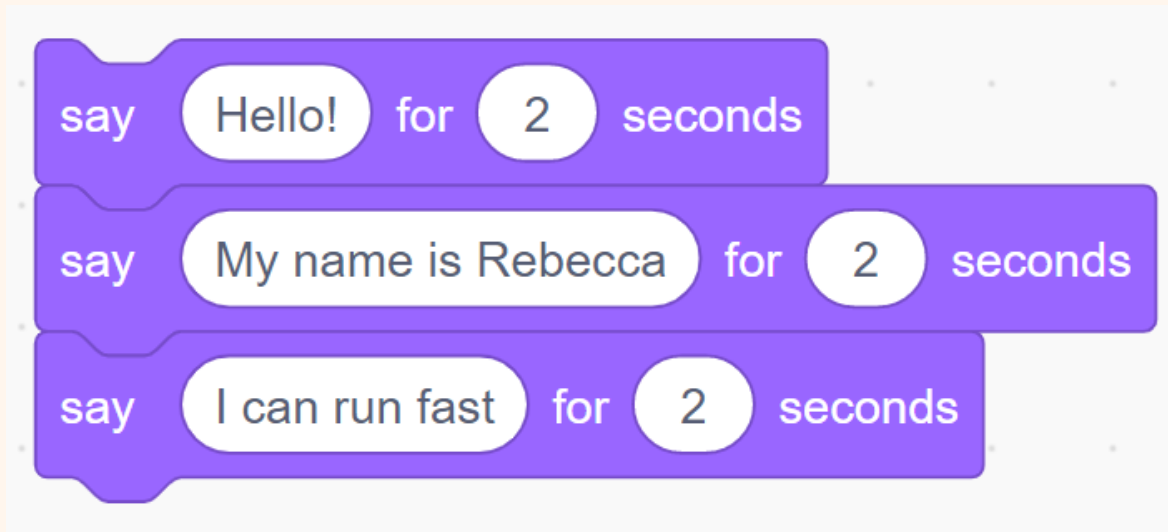 say Hello! for 2 seconds
say My name is Rebecca for 2 seconds
say I can run fast for 2 seconds